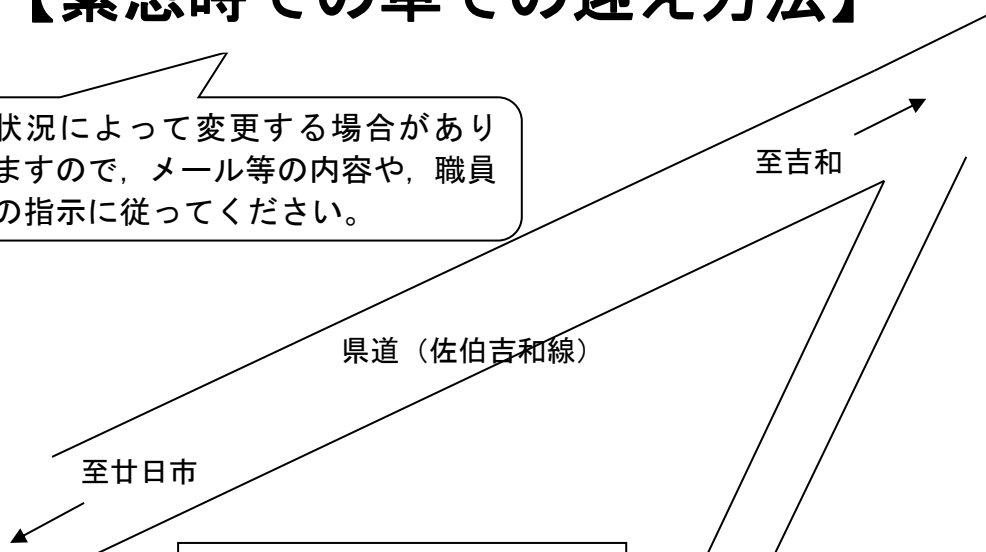 【緊急時での車での迎え方法】
状況によって変更する場合があり
ますので，メール等の内容や，職員
の指示に従ってください。
至吉和
県道（佐伯吉和線）
至廿日市